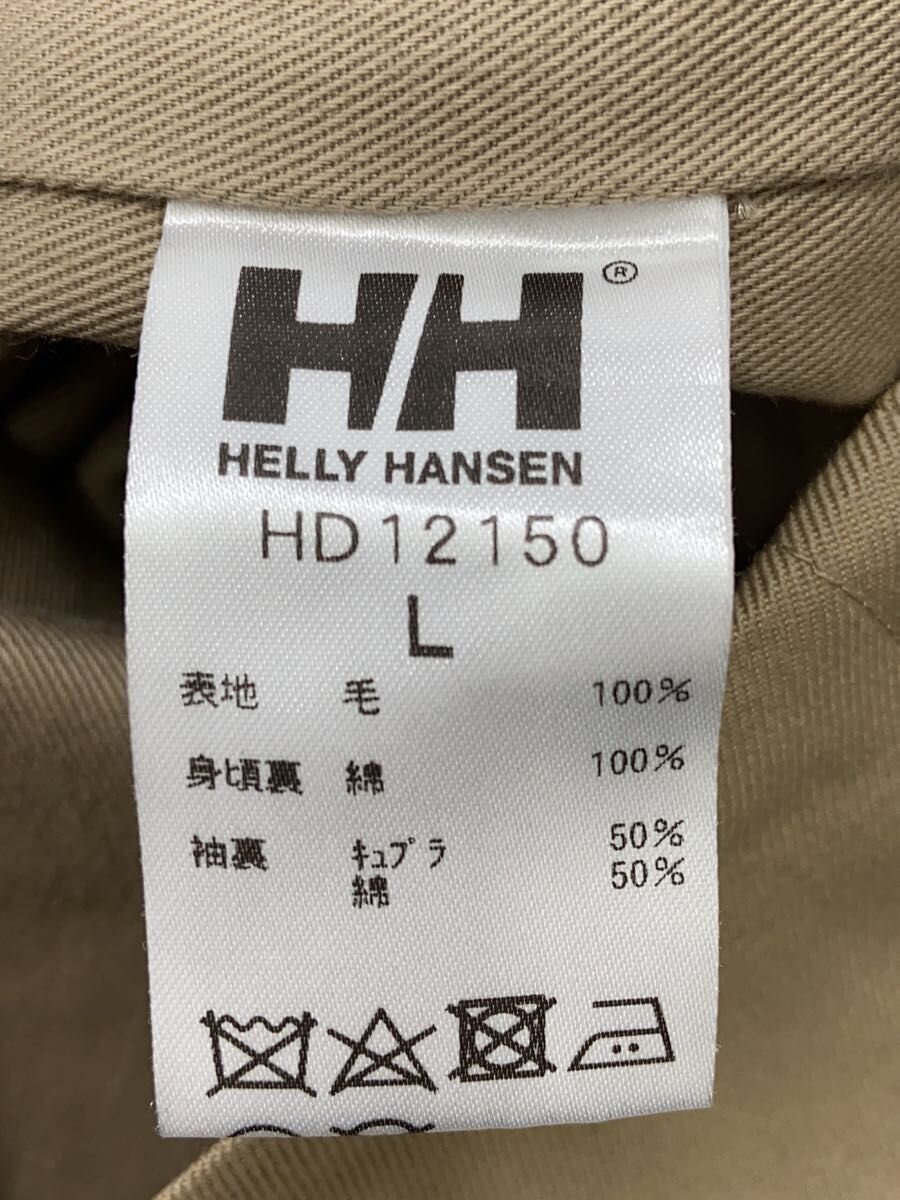 HH®
HELLY HANSEN
HD12150
L
表地 毛 100%
身頃裏 綿 100%
袖裏 キュプラ 50%
綿 50%